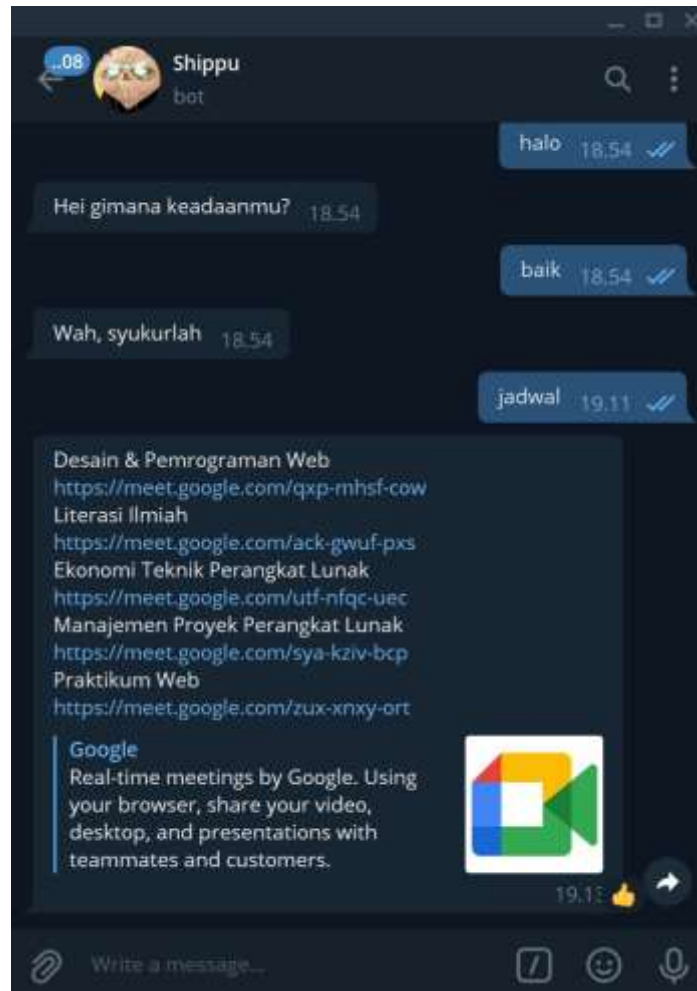 ..08
Shippu
bot
halo 18.54
Hei gimana keadaanmu? 18.54
baik 18.54
Wah, syukurlah 18.54
jadwal 19.11
Desain & Pemrograman Web
https://meet.google.com/qxp-mhsf-cow
Literasi Ilmiah
https://meet.google.com/ack-gwuf-pxs
Ekonomi Teknik Perangkat Lunak
https://meet.google.com/utf-nfqc-uec
Manajemen Proyek Perangkat Lunak
https://meet.google.com/sya-kziv-bcp
Praktikum Web
https://meet.google.com/zux-xnxy-ort
Google
Real-time meetings by Google. Using
your browser, share your video,
desktop, and presentations with
teammates and customers.
Write a message...